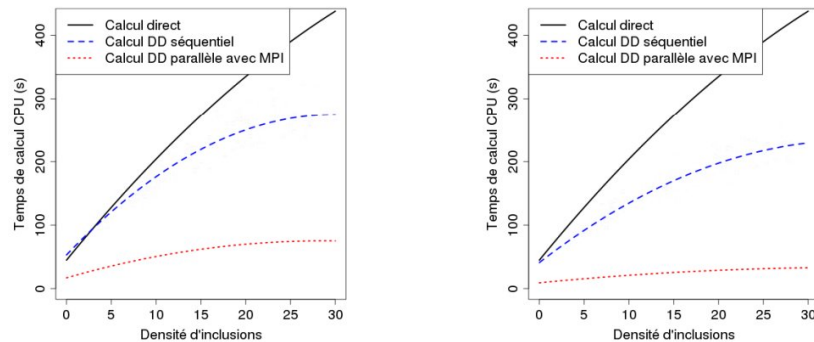 Calcul direct
Calcul DD séquentiel
Calcul DD parallèle avec MPI
Temps de calcul CPU (s)
400
300
200
100
0
0 5 10 15 20 25 30
Densité d'inclusions
Calcul direct
Calcul DD séquentiel
Calcul DD parallèle avec MPI
Temps de calcul CPU (s)
400
300
200
100
0
0 5 10 15 20 25 30
Densité d'inclusions